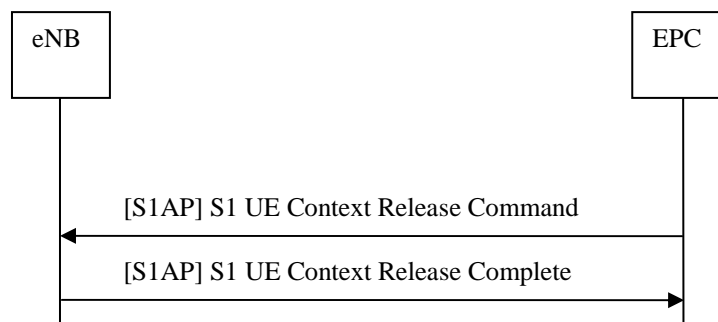 eNB
EPC
[S1AP] S1 UE Context Release Command
[S1AP] S1 UE Context Release Complete